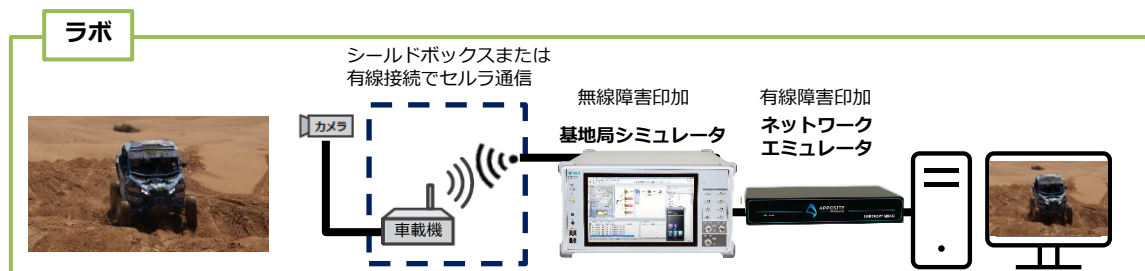 ラボ
シールドボックスまたは
有線接続でセルラ通信
無線障害印加
有線障害印加
カメラ
基地局シミュレータ
ネットワーク
エミュレータ
車載機
APPOSITE